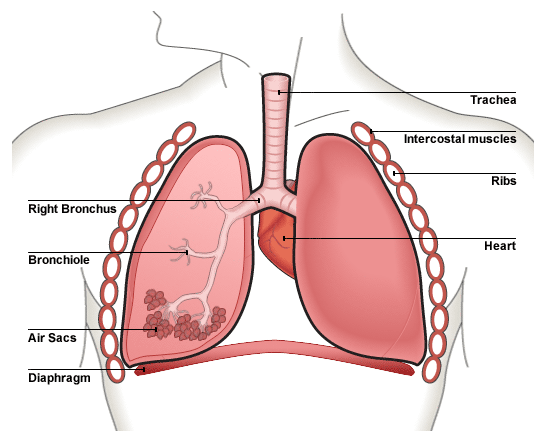 Trachea
Intercostal muscles
Ribs
Right Bronchus
Heart
Bronchiole
Air Sacs
Diaphragm